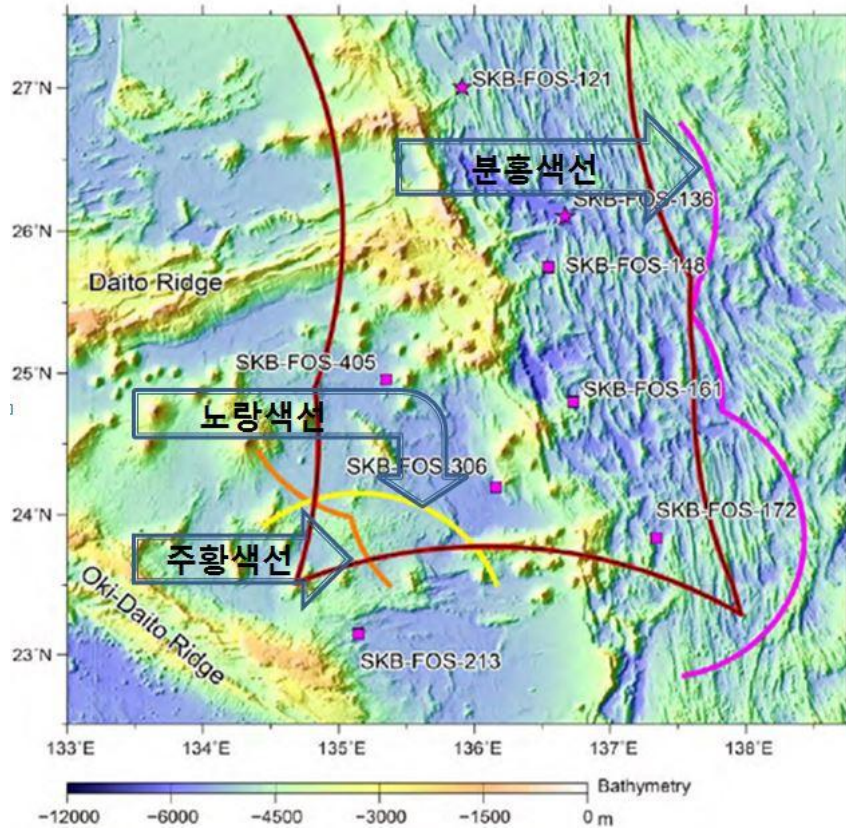 27°N
SKB-FOS-121
분홍색선
SKB-FOS-136
26°N
SKB-FOS-148
Daito Ridge
25°N
SKB-FOS-405
SKB-FOS-161
노랑색선
SKB-FOS-306
24°N
SKB-FOS-172
주황색선
Oki-Daito Ridge
23°N
SKB-FOS-213
133°E 134°E 135°E 136°E 137°E 138°E
Bathymetry
−12000 −6000 −4500 −3000 −1500 0 m